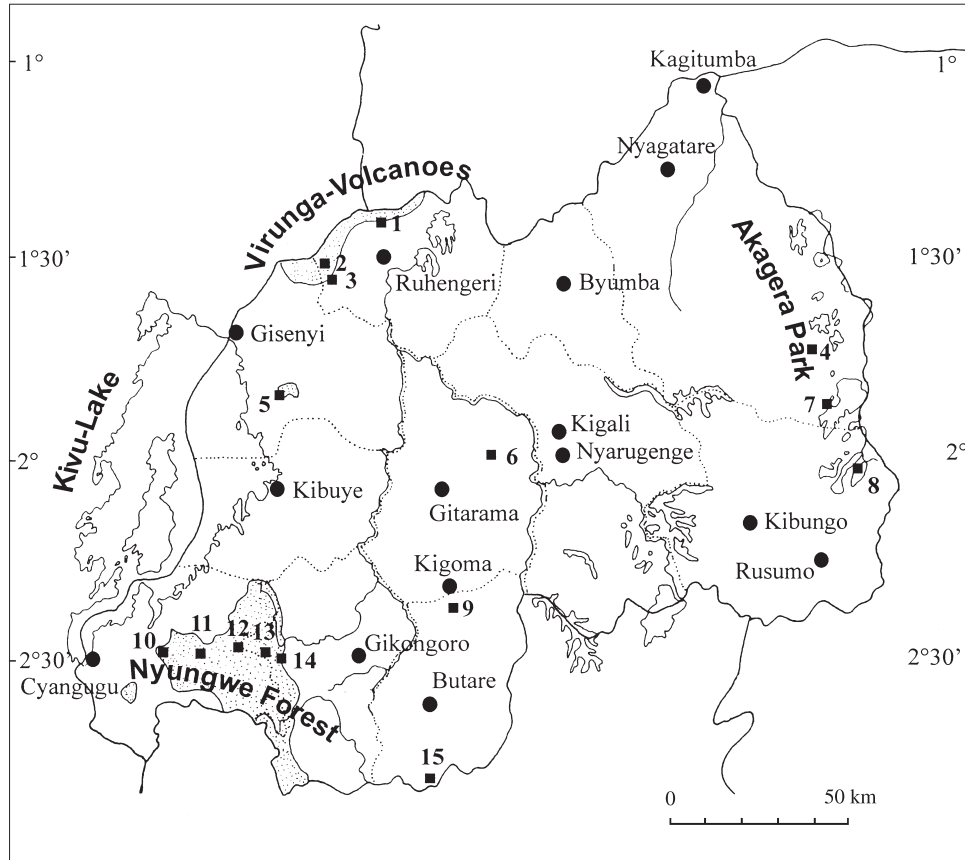 Kagitumba
1°
1°
Nyagatare
Virunga-Volcanoes
1
Akagera Park
1°30’
2
3
Ruhengeri
Byumba
1°30’
Gisenyi
4
Kivu-Lake
5
7
Kigali
6
Nyarugenge
2°
2°
8
Kibuye
Gitarama
Kibungo
Kigoma
Rusumo
9
10
11
12
13
14
Gikongoro
2°30’
2°30’
Cyangugu
Nyungwe Forest
Butare
15
0
50 km